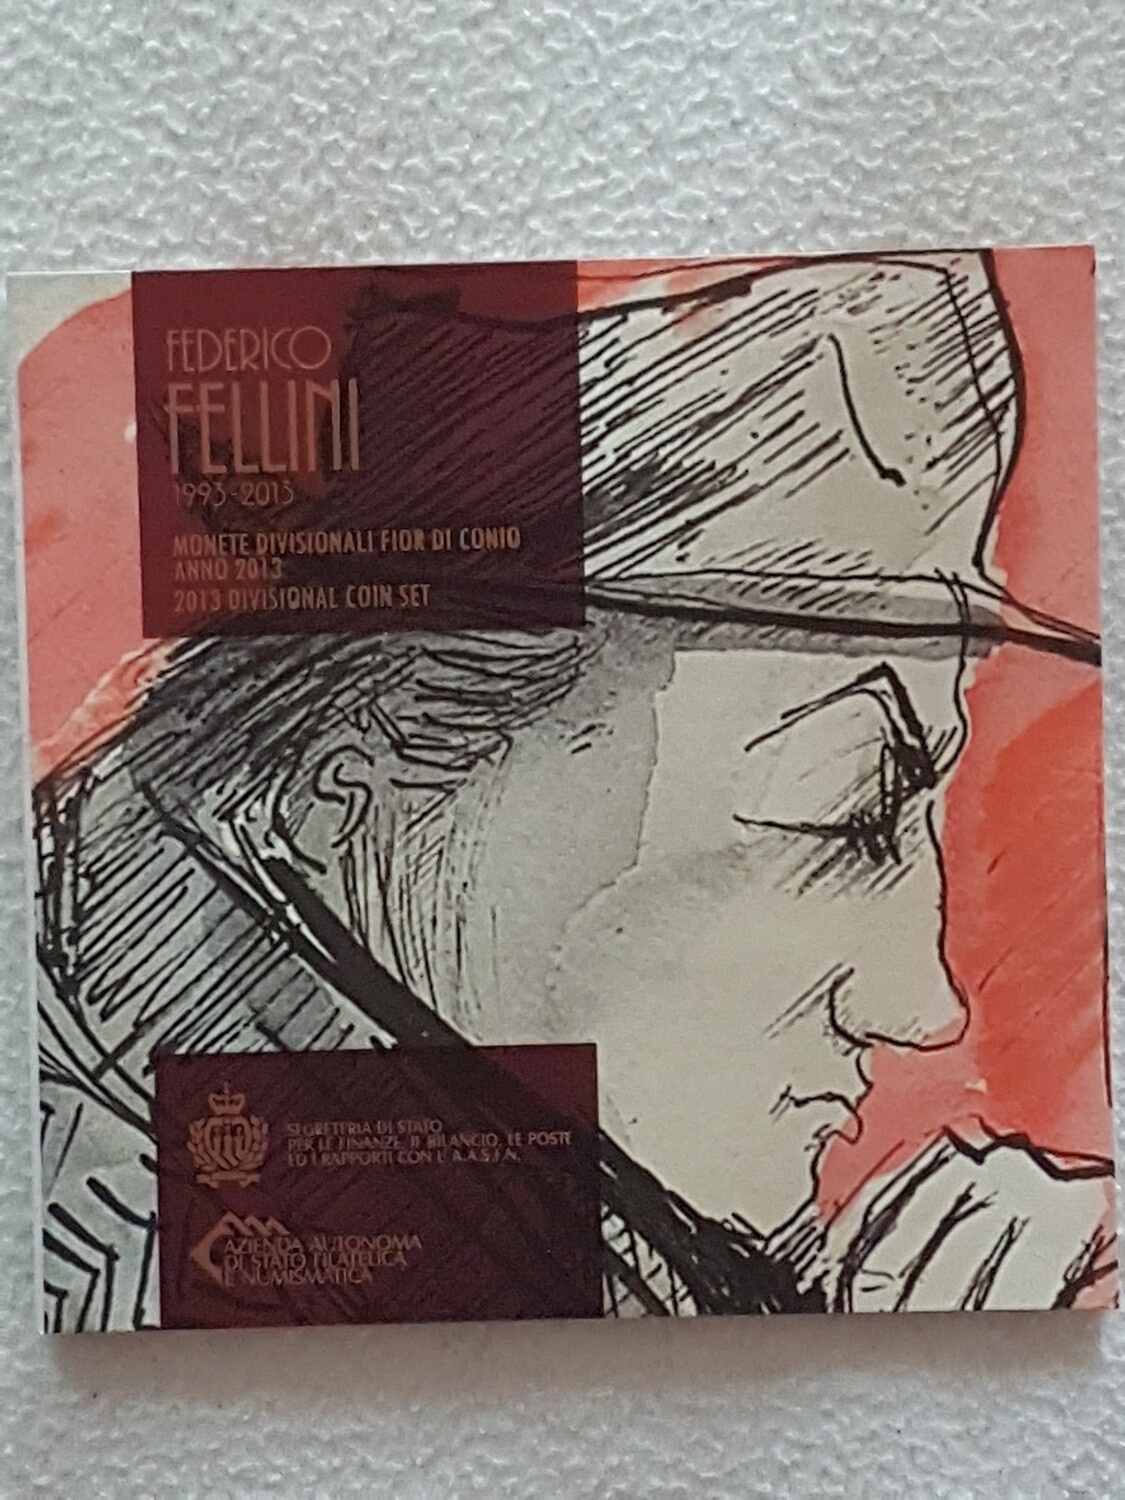 FEDERICO
FELLINI
1993-2013
MONETE DIVISIONALI FIOR DI CONIO
ANNO 2013
2013 DIVISIONAL COIN SET
SEGRETERIA DI STATO
PER LE FINANZE, IL BILANCIO, LE POSTE
ED I RAPPORTI CON L'A.A.S.F.N.
AZIENDA AUTONOMA
DI STATO FILATELICA
E NUMISMATICA